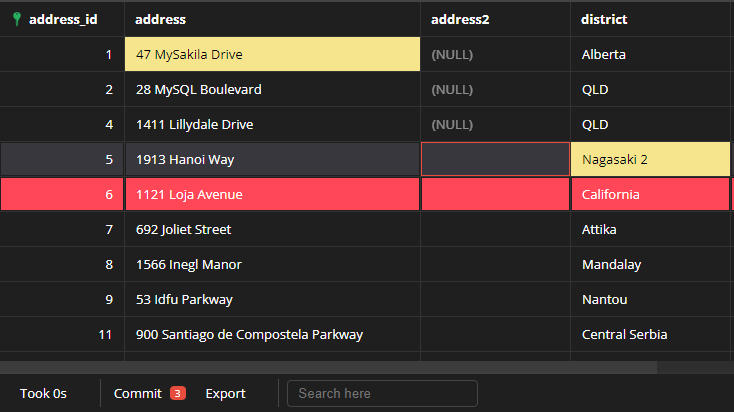 address_id address address2 district
1 47 MySakila Drive (NULL) Alberta
2 28 MySQL Boulevard (NULL) QLD
4 1411 Lillydale Drive (NULL) QLD
5 1913 Hanoi Way Nagasaki 2
6 1121 Loja Avenue California
7 692 Joliet Street Attika
8 1566 Inegl Manor Mandalay
9 53 Idfu Parkway Nantou
11 900 Santiago de Compostela Parkway Central Serbia
Took 0s Commit 3 Export Search here